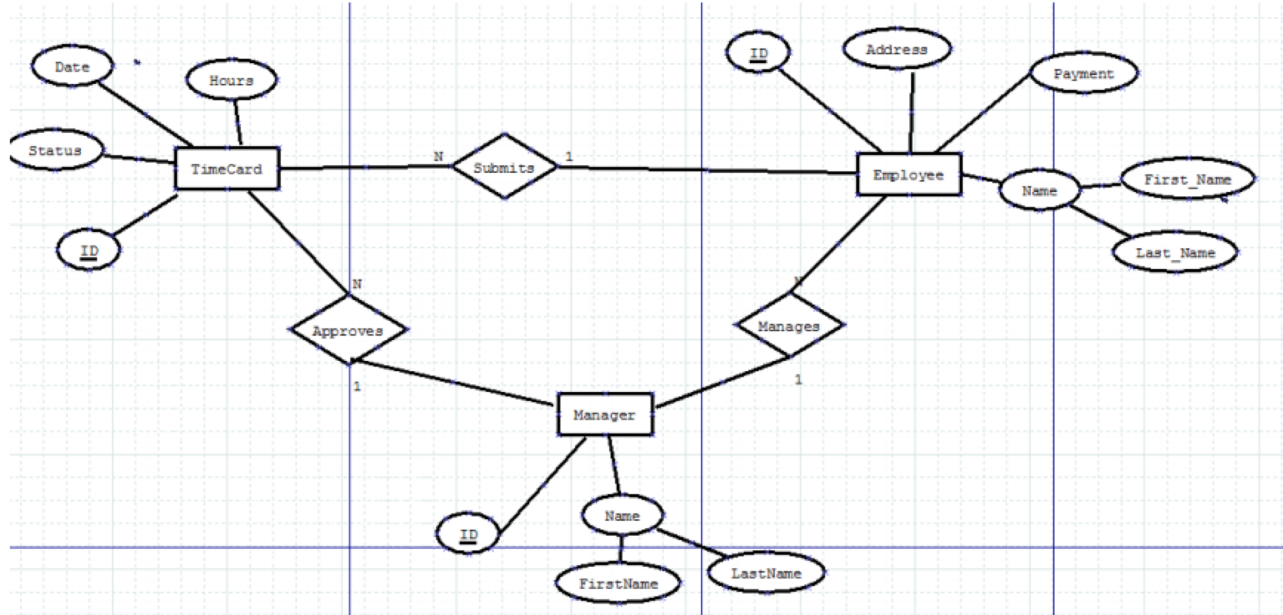 ID
Address
Date
Hours
Payment
Status
N
Submits
1
TimeCard
Employee
Name
First_Name
ID
Last_Name
N
N
Approves
Manages
1
1
Manager
ID
Name
FirstName
LastName